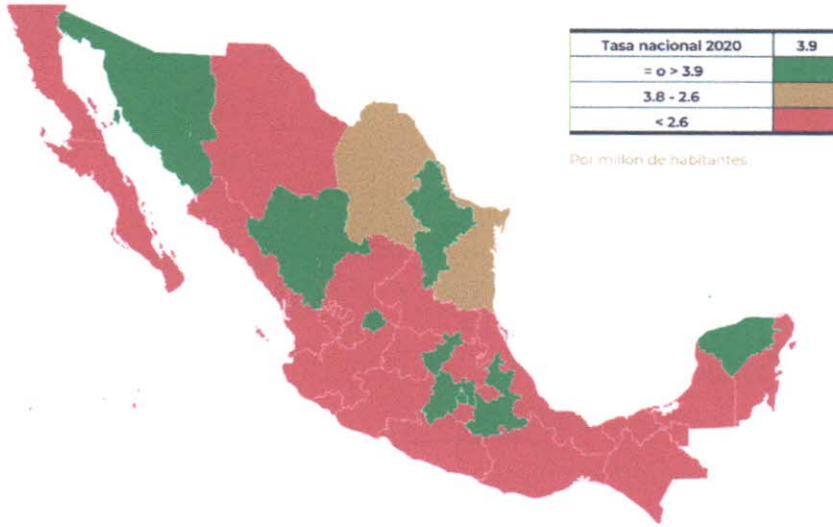 Tasa nacional 2020 3.9
= o > 3.9
3.8 - 2.6
< 2.6
Por millón de habitantes